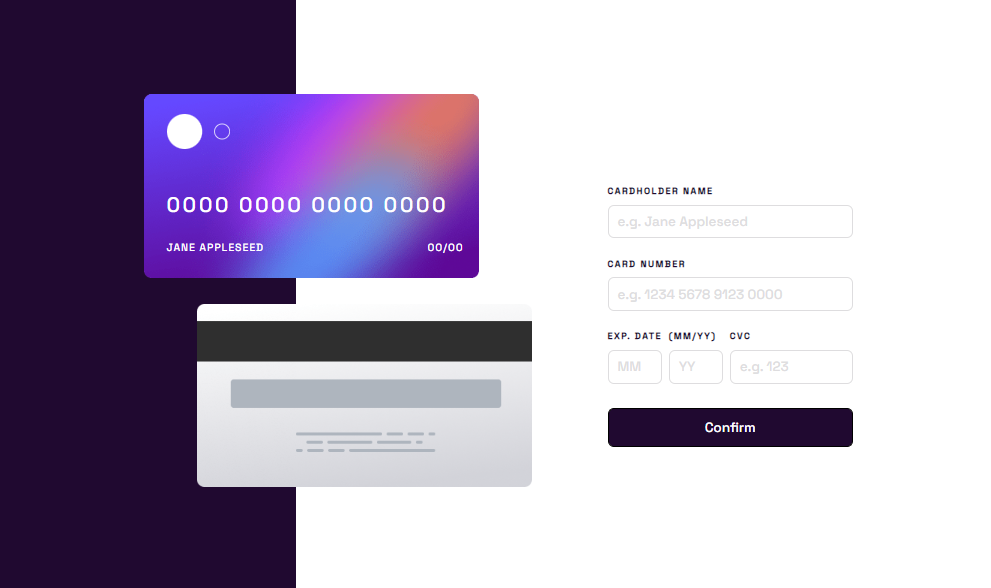 0000 0000 0000 0000
JANE APPLESEED 00/00
CARDHOLDER NAME
e.g. Jane Appleseed
CARD NUMBER
e.g. 1234 5678 9123 0000
EXP. DATE (MM/YY) CVC
MM YY e.g. 123
Confirm